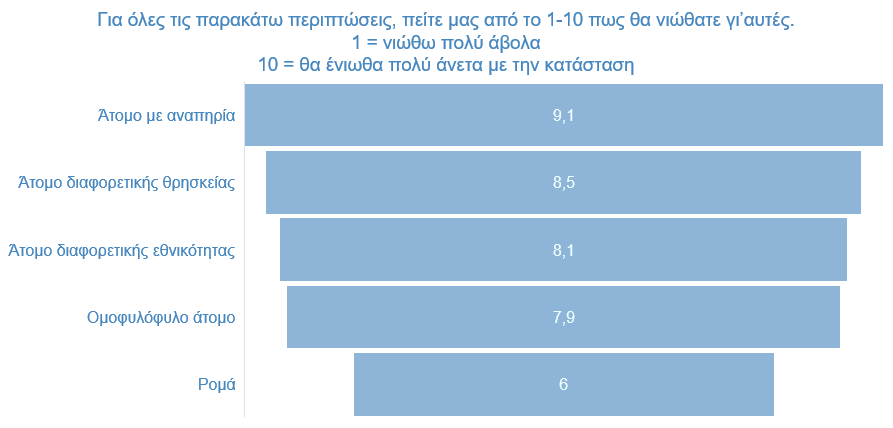 Για όλες τις παρακάτω περιπτώσεις, πείτε μας από το 1-10 πως θα νιώθατε γι'αυτές.
1 = νιώθω πολύ άβολα
10 = θα ένιωθα πολύ άνετα με την κατάσταση
Άτομο με αναπηρία 9,1
Άτομο διαφορετικής θρησκείας 8,5
Άτομο διαφορετικής εθνικότητας 8,1
Ομοφυλόφυλο άτομο 7,9
Ρομά 6